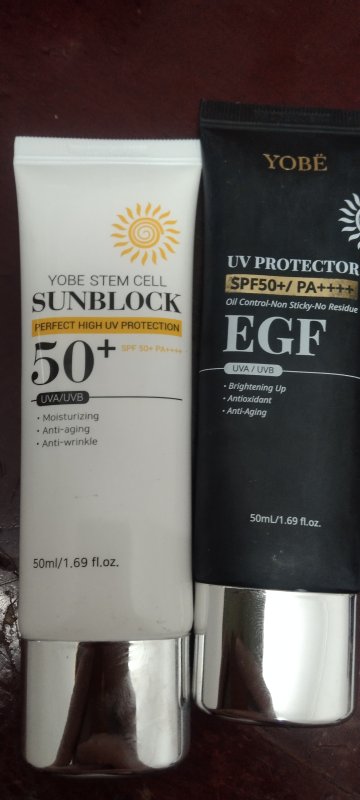 YOBE STEM CELL
SUNBLOCK
PERFECT HIGH UV PROTECTION
50+ SPF 50+ PA++++
UVA/UVB
• Moisturizing
• Anti-aging
• Anti-wrinkle
50ml/1.69 fl.oz.
YOBË
UV PROTECTOR
SPF50+/ PA++++
Oil Control-Non Sticky-No Residue
EGF
UVA / UVB
• Brightening Up
• Antioxidant
• Anti-Aging
50mL/1.69 fl.oz.